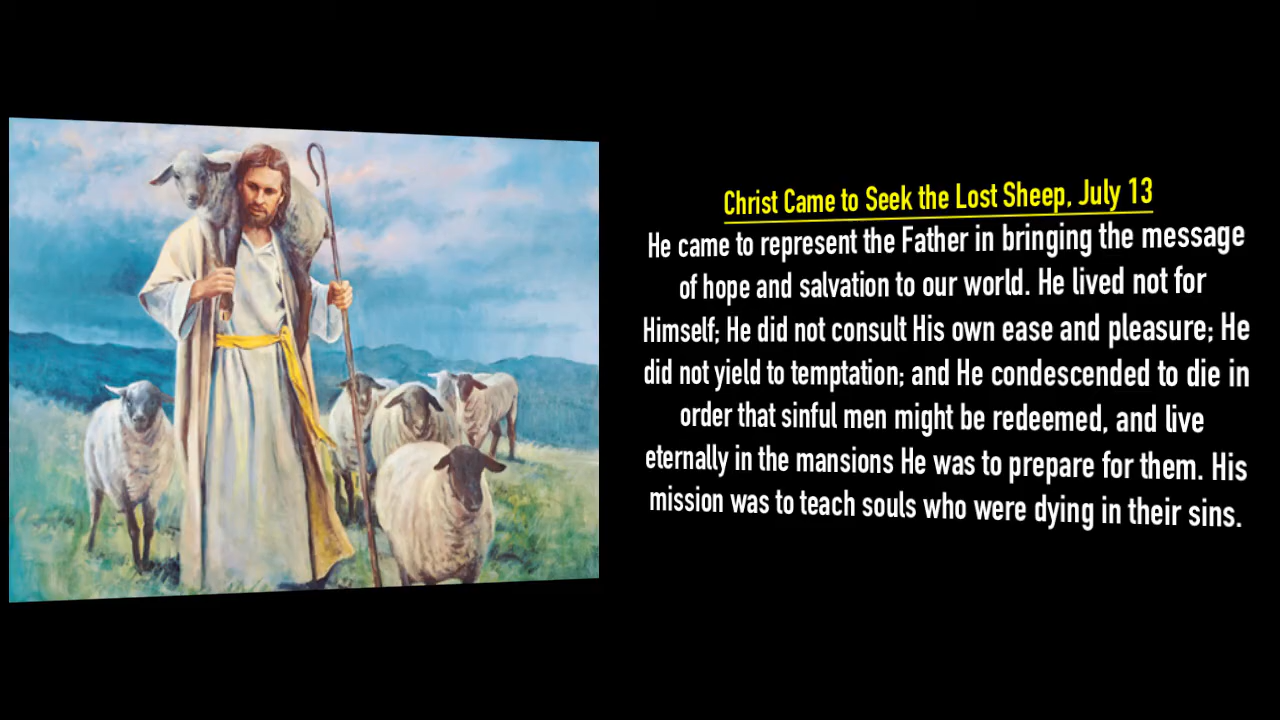 Christ Came to Seek the Lost Sheep, July 13
He came to represent the Father in bringing the message
of hope and salvation to our world. He lived not for
Himself; He did not consult His own ease and pleasure; He
did not yield to temptation; and He condescended to die in
order that sinful men might be redeemed, and live
eternally in the mansions He was to prepare for them. His
mission was to teach souls who were dying in their sins.